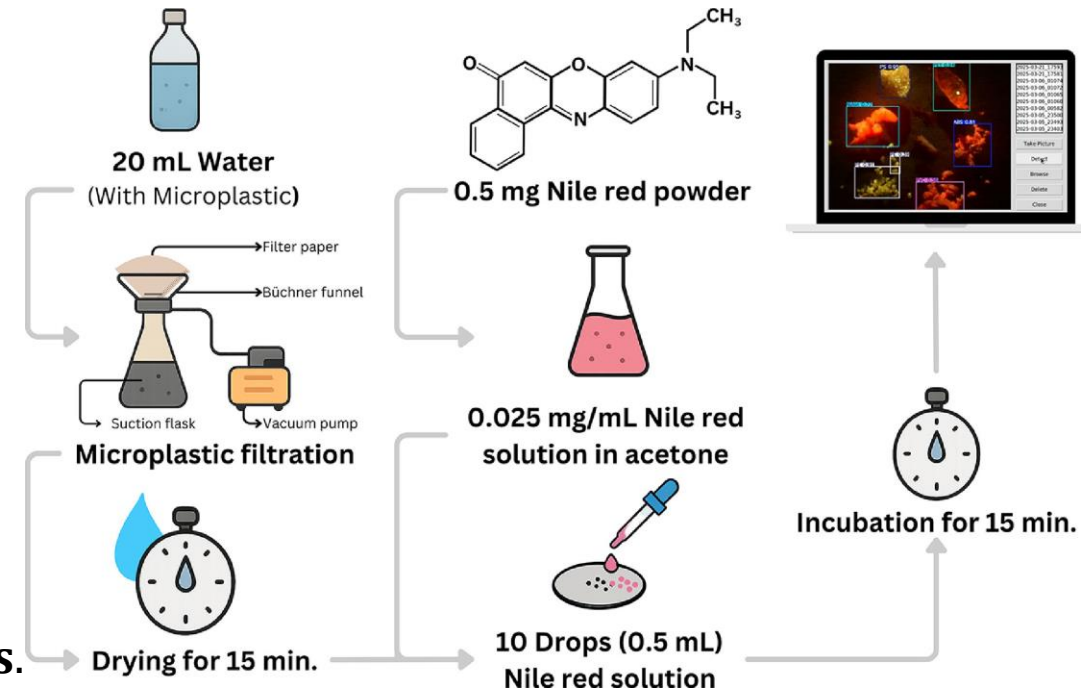 20 mL Water
(With Microplastic)
Filter paper
Büchner funnel
Suction flask
Vacuum pump
Microplastic filtration
s.
Drying for 15 min.
O
O
N
N
CH₃
CH₃
0.5 mg Nile red powder
0.025 mg/mL Nile red
solution in acetone
10 Drops (0.5 mL)
Nile red solution
Incubation for 15 min.
Take Picture
Detect
Browse
Delete
Close